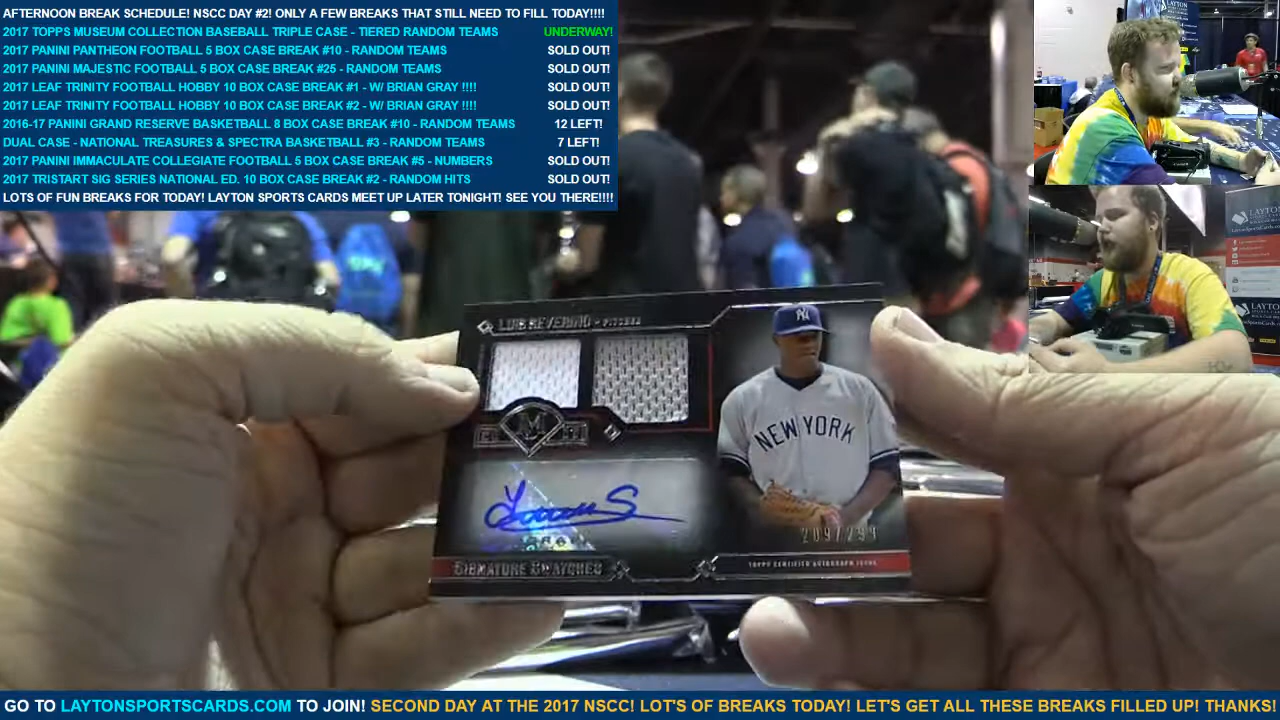 AFTERNOON BREAK SCHEDULE! NSCC DAY #2! ONLY A FEW BREAKS THAT STILL NEED TO FILL TODAY!!!!
2017 TOPPS MUSEUM COLLECTION BASEBALL TRIPLE CASE - TIERED RANDOM TEAMS UNDERWAY!
2017 PANINI PANTHEON FOOTBALL 5 BOX CASE BREAK #10 - RANDOM TEAMS SOLD OUT!
2017 PANINI MAJESTIC FOOTBALL 5 BOX CASE BREAK #25 - RANDOM TEAMS SOLD OUT!
2017 LEAF TRINITY FOOTBALL HOBBY 10 BOX CASE BREAK #1 - W/ BRIAN GRAY !!!! SOLD OUT!
2017 LEAF TRINITY FOOTBALL HOBBY 10 BOX CASE BREAK #2 - W/ BRIAN GRAY !!!! SOLD OUT!
2016-17 PANINI GRAND RESERVE BASKETBALL 8 BOX CASE BREAK #10 - RANDOM TEAMS 12 LEFT!
DUAL CASE - NATIONAL TREASURES & SPECTRA BASKETBALL #3 - RANDOM TEAMS 7 LEFT!
2017 PANINI IMMACULATE COLLEGIATE FOOTBALL 5 BOX CASE BREAK #5 - NUMBERS SOLD OUT!
2017 TRISTART SIG SERIES NATIONAL ED. 10 BOX CASE BREAK #2 - RANDOM HITS SOLD OUT!
LOTS OF FUN BREAKS FOR TODAY! LAYTON SPORTS CARDS MEET UP LATER TONIGHT! SEE YOU THERE!!!!
LAYTON
LAYTON
LUIS SEVERINO • PITCHER
NY
NEW YORK
M
209/299
SIGNATURE SWATCHES
TOPPS CERTIFIED AUTOGRAPH ISSUE
GO TO LAYTONSPORTSCARDS.COM TO JOIN! SECOND DAY AT THE 2017 NSCC! LOT'S OF BREAKS TODAY! LET'S GET ALL THESE BREAKS FILLED UP! THANKS!